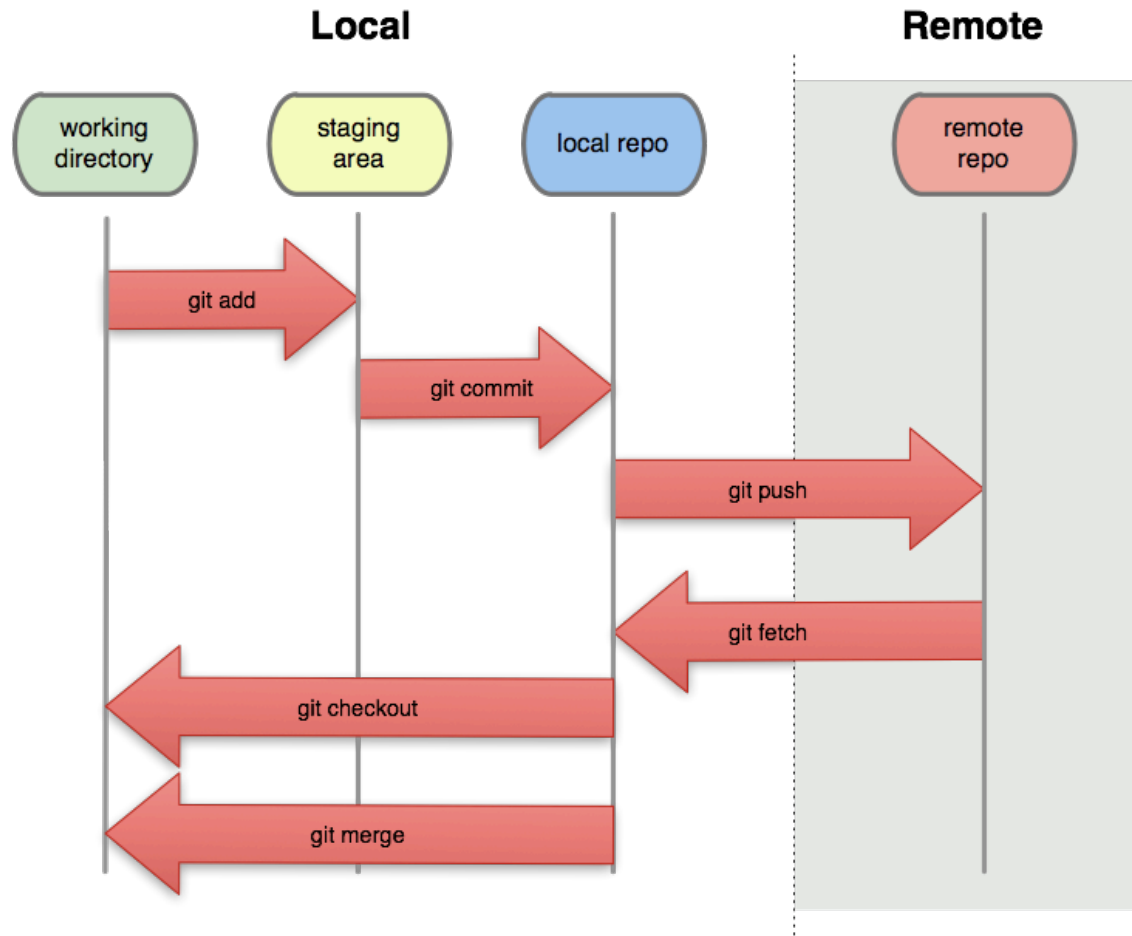 Local
Remote
working
directory
staging
area
local repo
remote
repo
git add
git commit
git push
git fetch
git checkout
git merge